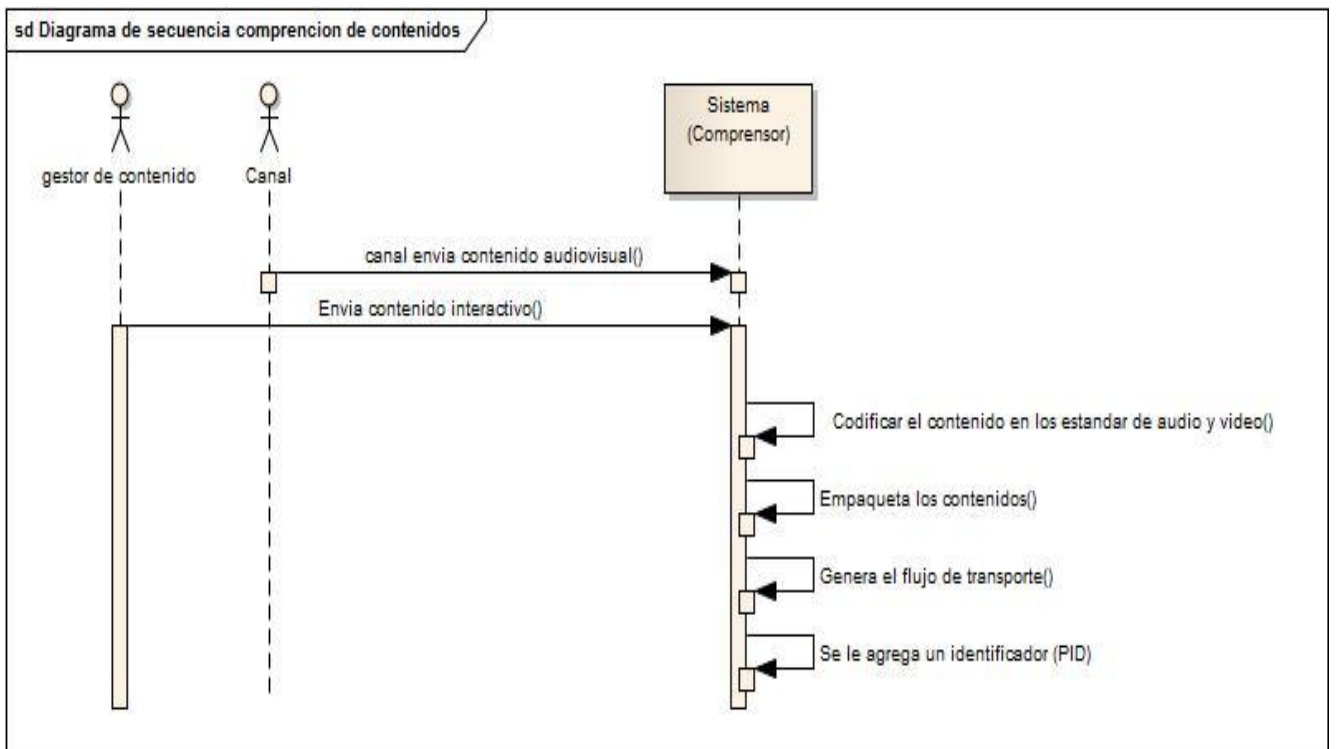 sd Diagrama de secuencia comprencion de contenidos
gestor de contenido
Canal
Sistema
(Comprensor)
canal envia contenido audiovisual()
Envia contenido interactivo()
Codificar el contenido en los estandar de audio y video()
Empaqueta los contenidos()
Genera el flujo de transporte()
Se le agrega un identificador (PID)